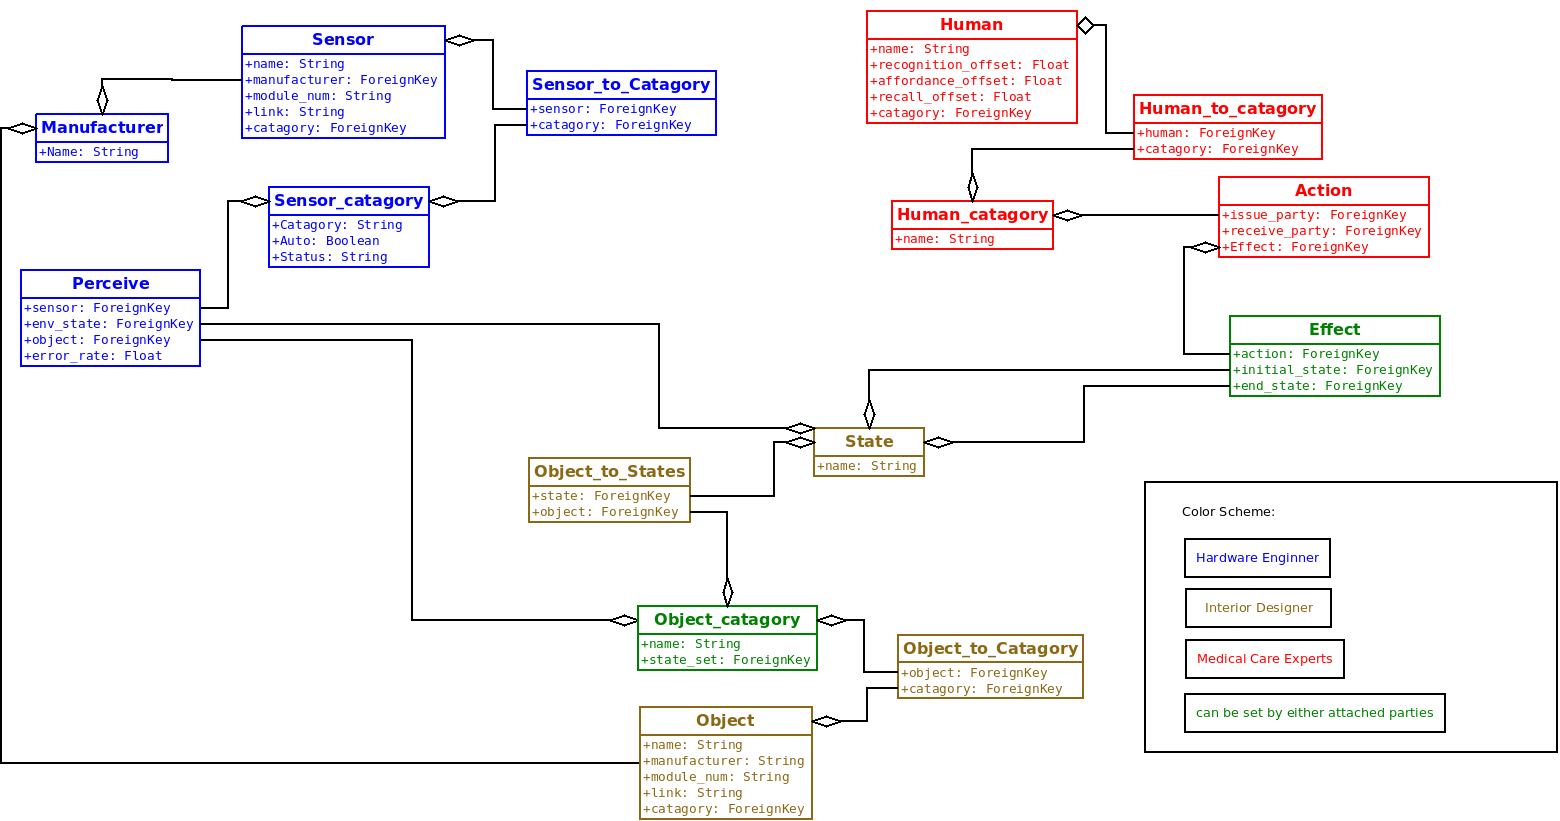 Sensor
+name: String
+manufacturer: ForeignKey
+module_num: String
+link: String
+catagory: ForeignKey
Sensor_to_Catagory
+sensor: ForeignKey
+catagory: ForeignKey
Manufacturer
+Name: String
Sensor_catagory
+Catagory: String
+Auto: Boolean
+Status: String
Perceive
+sensor: ForeignKey
+env_state: ForeignKey
+object: ForeignKey
+error_rate: Float
Human
+name: String
+recognition_offset: Float
+affordance_offset: Float
+recall_offset: Float
+catagory: ForeignKey
Human_to_catagory
+human: ForeignKey
+catagory: ForeignKey
Human_catagory
+name: String
Action
+issue_party: ForeignKey
+receive_party: ForeignKey
+Effect: ForeignKey
Effect
+action: ForeignKey
+initial_state: ForeignKey
+end_state: ForeignKey
State
+name: String
Object_to_States
+state: ForeignKey
+object: ForeignKey
Object_catagory
+name: String
+state_set: ForeignKey
Object_to_Catagory
+object: ForeignKey
+catagory: ForeignKey
Object
+name: String
+manufacturer: String
+module_num: String
+link: String
+catagory: ForeignKey
Color Scheme:
Hardware Enginner
Interior Designer
Medical Care Experts
can be set by either attached parties